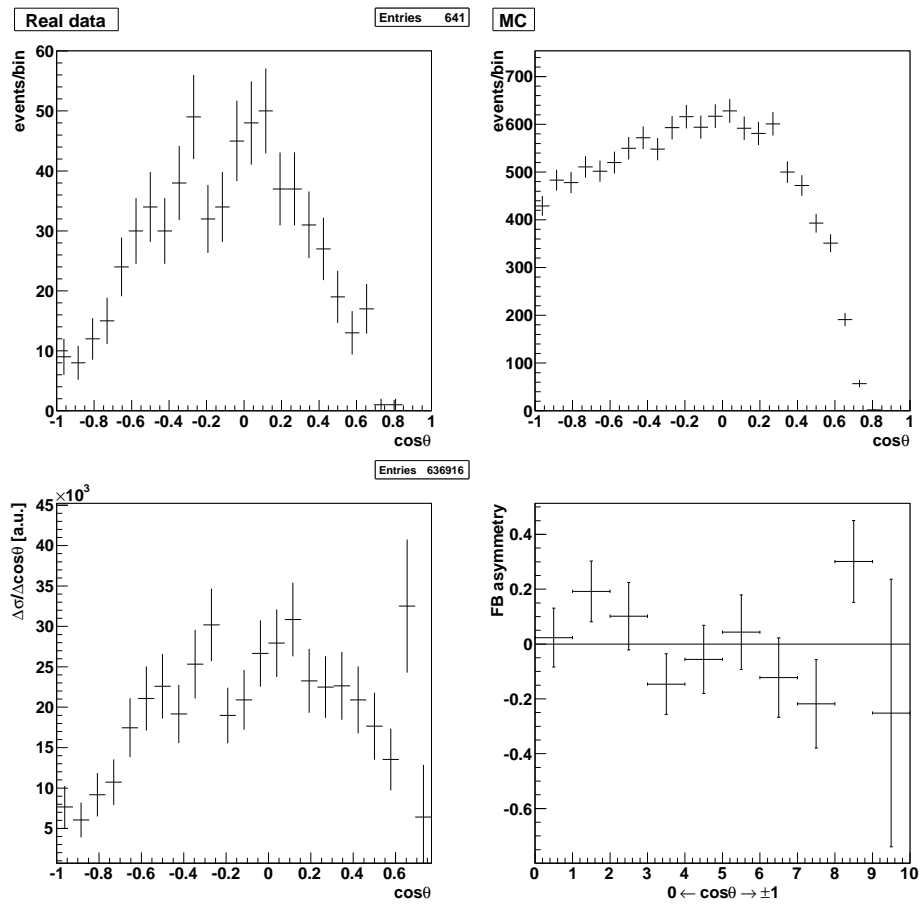 Real data
Entries 641
MC
events/bin
60
50
40
30
20
10
0
-1 -0.8 -0.6 -0.4 -0.2 0 0.2 0.4 0.6 0.8 1
cosθ
events/bin
700
600
500
400
300
200
100
0
-1 -0.8 -0.6 -0.4 -0.2 0 0.2 0.4 0.6 0.8 1
cosθ
Entries 636916
×10³
Δσ/Δcosθ [a.u.]
45
40
35
30
25
20
15
10
5
-1 -0.8 -0.6 -0.4 -0.2 0 0.2 0.4 0.6
cosθ
FB asymmetry
0.4
0.2
0
-0.2
-0.4
-0.6
0 1 2 3 4 5 6 7 8 9 10
0 ← cosθ → ±1